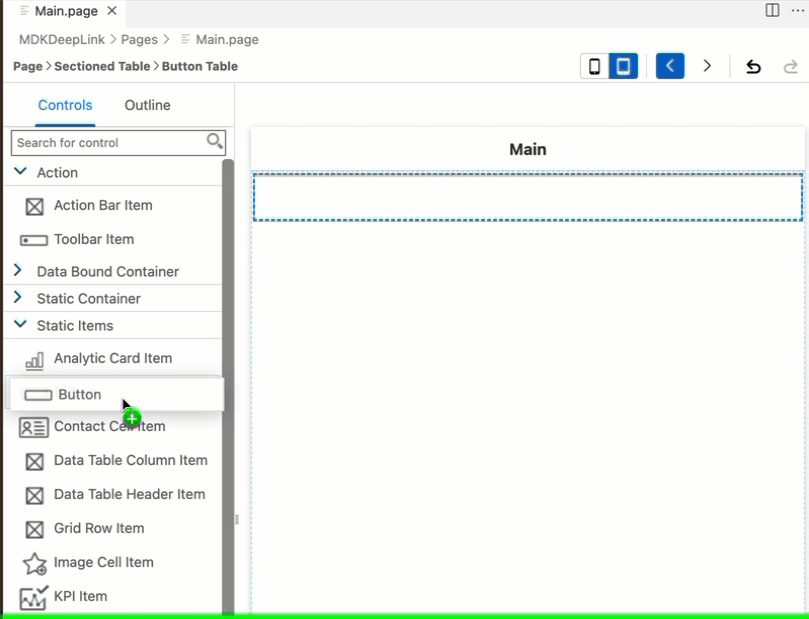 Main.page
MDKDeepLink > Pages > Main.page
Page > Sectioned Table > Button Table
Controls Outline
Main
Search for control
Action
Action Bar Item
Toolbar Item
Data Bound Container
Static Container
Static Items
Analytic Card Item
Button
Contact Cell Item
Data Table Column Item
Data Table Header Item
Grid Row Item
Image Cell Item
KPI Item